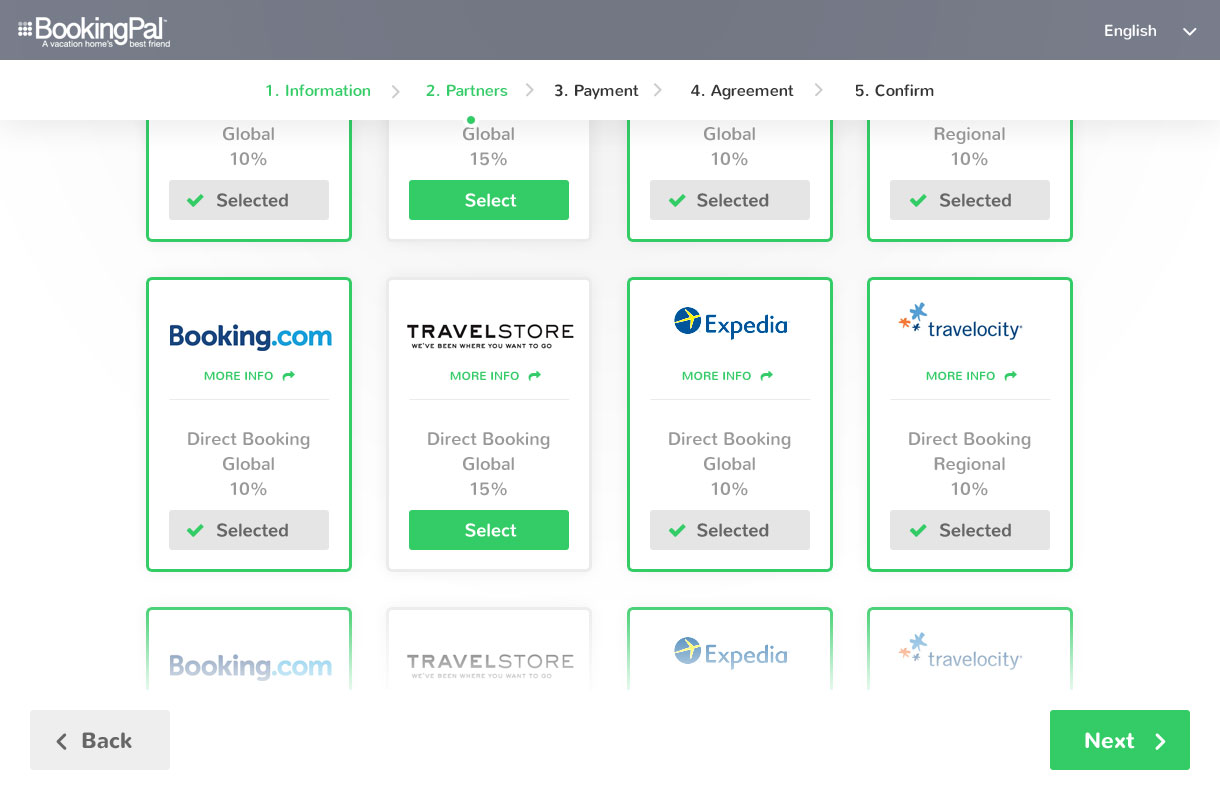 BookingPal
A vacation home's best friend
English
1. Information
2. Partners
3. Payment
4. Agreement
5. Confirm
Global
10%
Selected
Global
15%
Select
Global
10%
Selected
Regional
10%
Selected
Booking.com
MORE INFO
Direct Booking
Global
10%
Selected
TRAVELSTORE
WE'VE BEEN WHERE YOU WANT TO GO
MORE INFO
Direct Booking
Global
15%
Select
Expedia
MORE INFO
Direct Booking
Global
10%
Selected
travelocity
MORE INFO
Direct Booking
Regional
10%
Selected
Booking.com
TRAVELSTORE
WE'VE BEEN WHERE YOU WANT TO GO
Expedia
travelocity
Back
Next